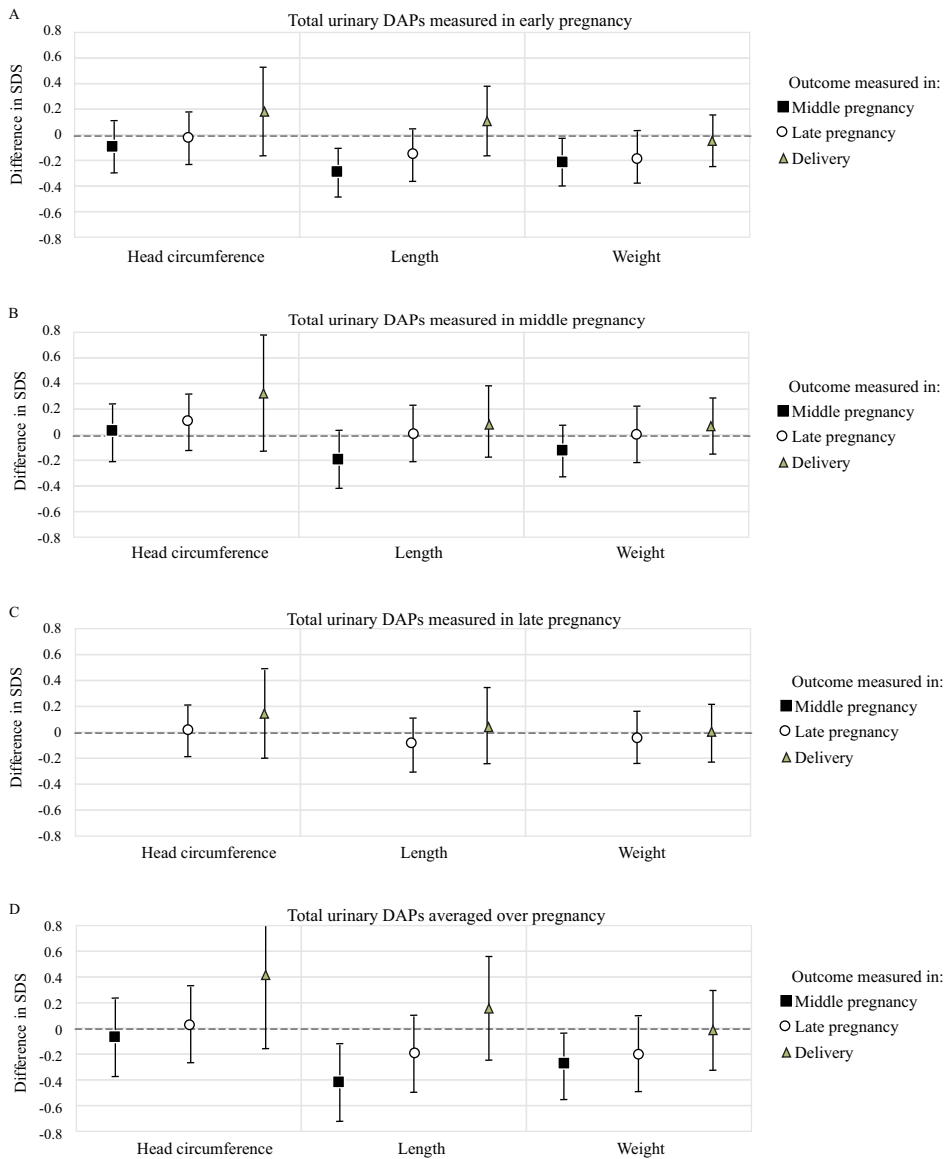 A
Total urinary DAPs measured in early pregnancy
Difference in SDS
0.8
0.6
0.4
0.2
0
-0.2
-0.4
-0.6
-0.8
Head circumference
Length
Weight
Outcome measured in:
Middle pregnancy
Late pregnancy
Delivery
B
Total urinary DAPs measured in middle pregnancy
Difference in SDS
0.8
0.6
0.4
0.2
0
-0.2
-0.4
-0.6
-0.8
Head circumference
Length
Weight
Outcome measured in:
Middle pregnancy
Late pregnancy
Delivery
C
Total urinary DAPs measured in late pregnancy
Difference in SDS
0.8
0.6
0.4
0.2
0
-0.2
-0.4
-0.6
-0.8
Head circumference
Length
Weight
Outcome measured in:
Middle pregnancy
Late pregnancy
Delivery
D
Total urinary DAPs averaged over pregnancy
Difference in SDS
0.8
0.6
0.4
0.2
0
-0.2
-0.4
-0.6
-0.8
Head circumference
Length
Weight
Outcome measured in:
Middle pregnancy
Late pregnancy
Delivery